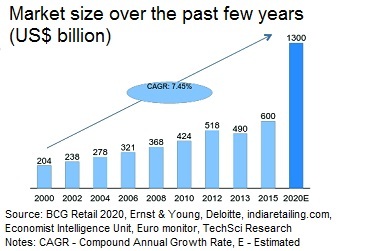 Market size over the past few years
(US$ billion)
1300
CAGR: 7.45%
204 238 278 321 368 424 518 490 600
2000 2002 2004 2006 2008 2010 2012 2013 2015 2020E
Source: BCG Retail 2020, Ernst & Young, Deloitte, indiaretailing.com,
Economist Intelligence Unit, Euro monitor, TechSci Research
Notes: CAGR - Compound Annual Growth Rate, E - Estimated